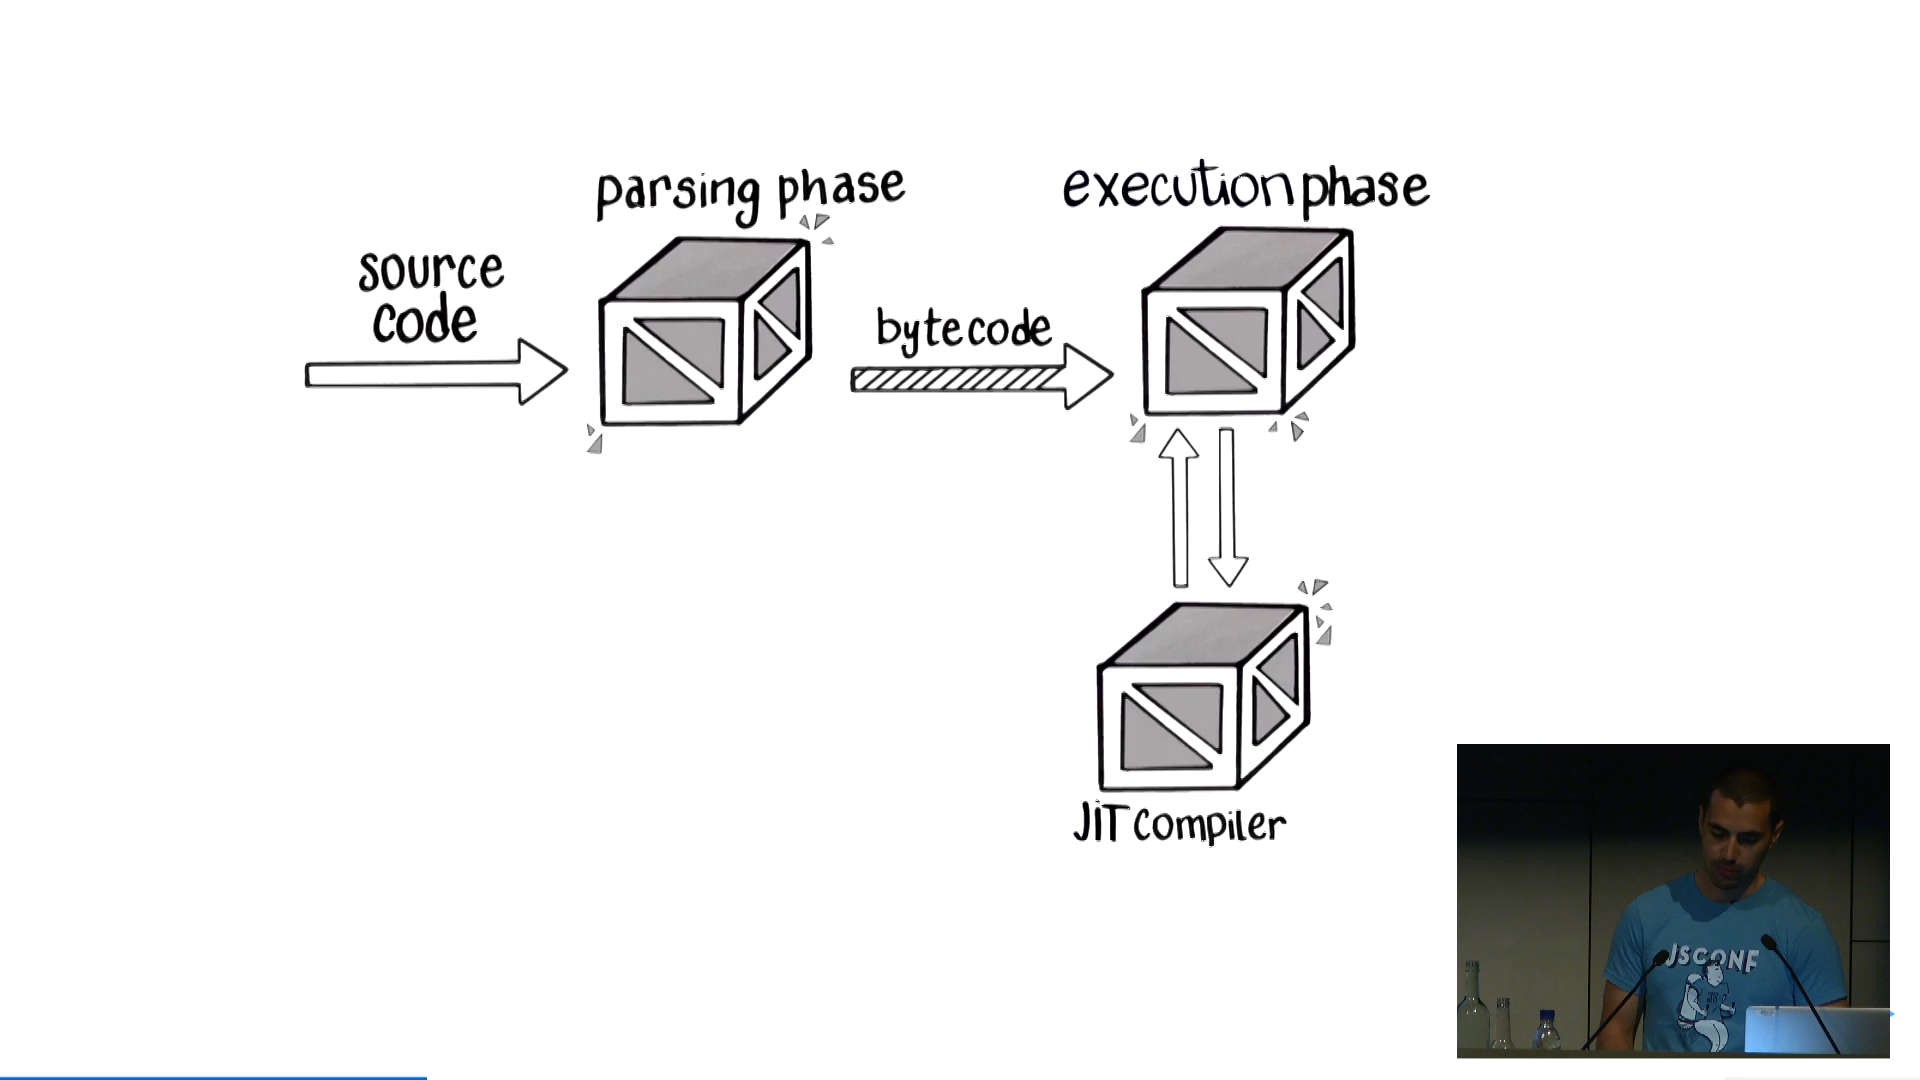 parsing phase
execution phase
source
code
bytecode
JIT Compiler
JSCONF